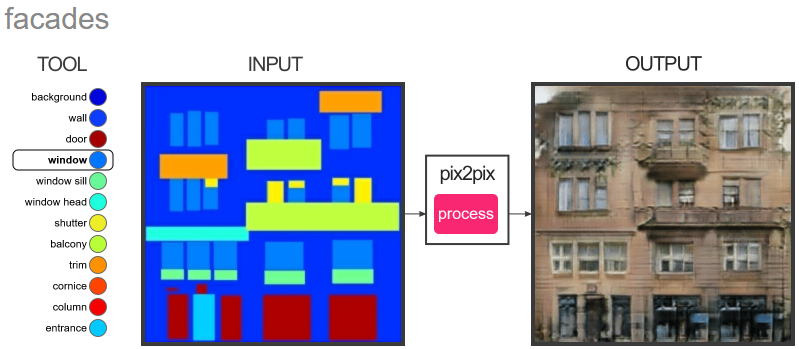 facades
TOOL
INPUT
OUTPUT
background
wall
door
window
window sill
window head
shutter
balcony
trim
cornice
column
entrance
pix2pix
process